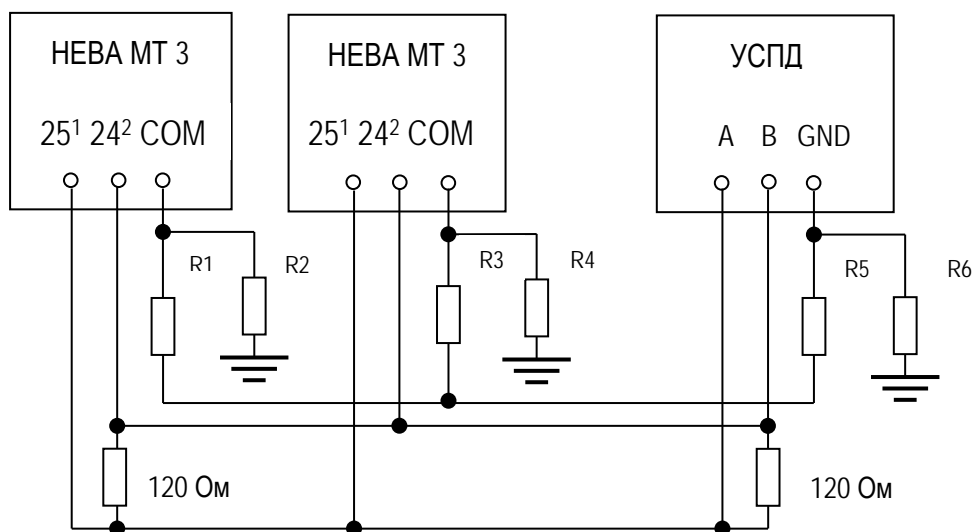 НЕВА МТ 3
25¹ 24² COM
НЕВА МТ 3
25¹ 24² COM
УСПД
A B GND
R1
R2
R3
R4
R5
R6
120 Ом
120 Ом